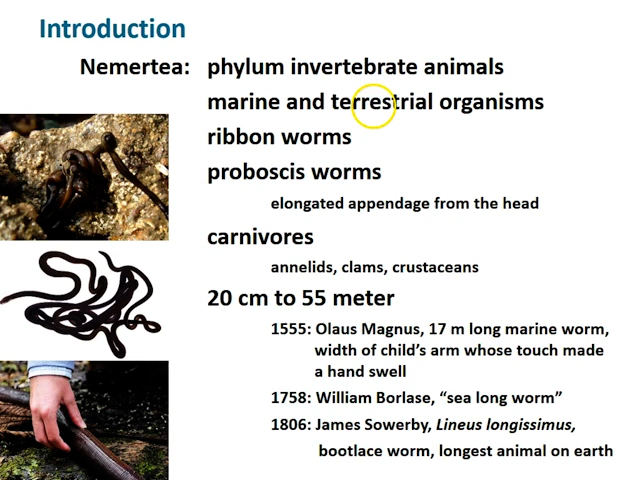 Introduction
Nemertea: phylum invertebrate animals
marine and terrestrial organisms
ribbon worms
proboscis worms
elongated appendage from the head
carnivores
annelids, clams, crustaceans
20 cm to 55 meter
1555: Olaus Magnus, 17 m long marine worm,
width of child’s arm whose touch made
a hand swell
1758: William Borlase, “sea long worm”
1806: James Sowerby, Lineus longissimus,
bootlace worm, longest animal on earth